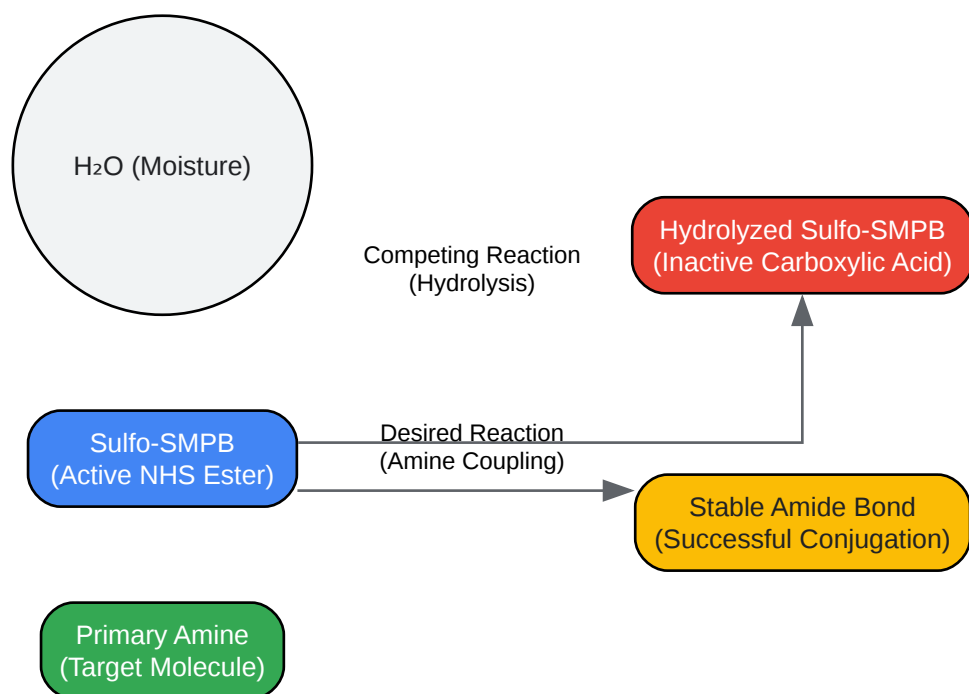 H₂O (Moisture)
Hydrolyzed Sulfo-SMPB
(Inactive Carboxylic Acid)
Competing Reaction
(Hydrolysis)
Sulfo-SMPB
(Active NHS Ester)
Desired Reaction
(Amine Coupling)
Stable Amide Bond
(Successful Conjugation)
Primary Amine
(Target Molecule)